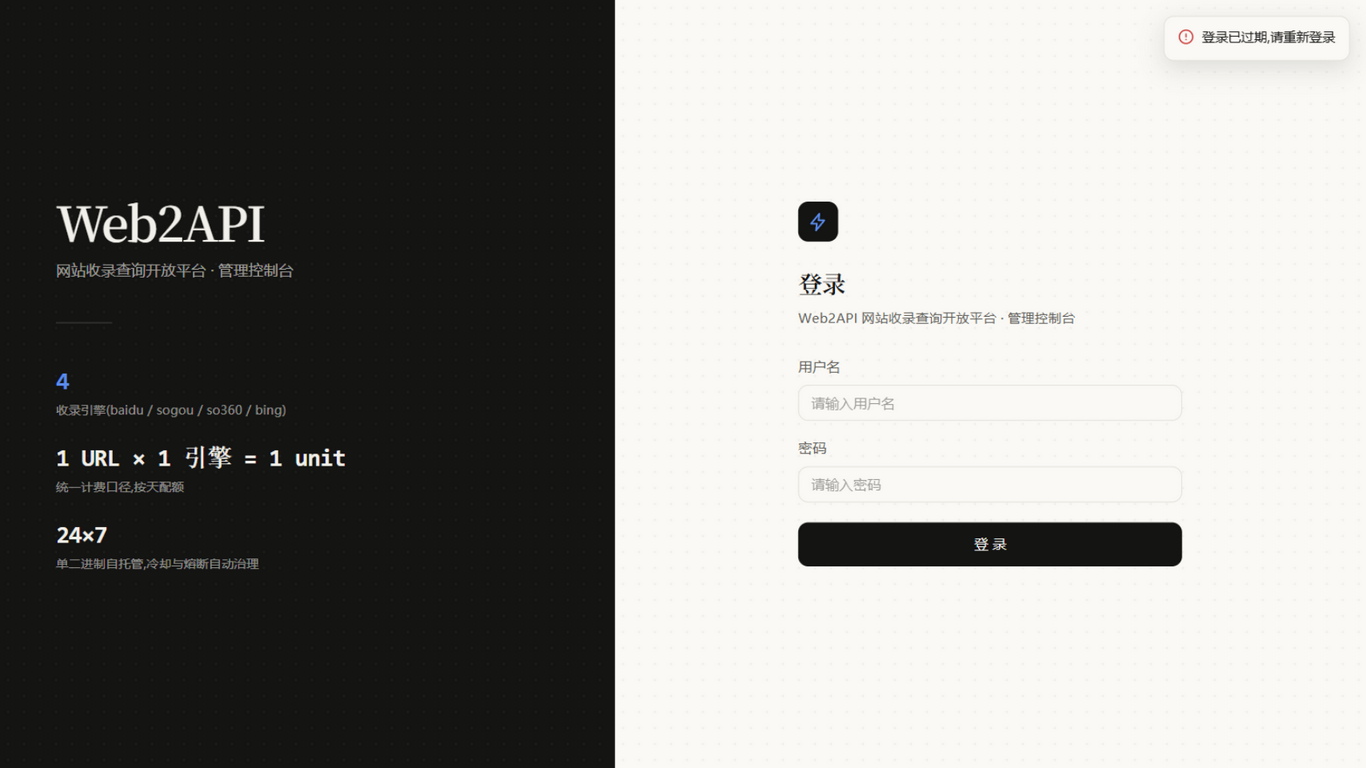 Web2API
网站收录查询开放平台 · 管理控制台
4
收录引擎(baidu / sogou / so360 / bing)
1 URL × 1 引擎 = 1 unit
统一计费口径,按天配额
24×7
单二进制自托管,冷却与熔断自动治理
登录已过期,请重新登录
登录
Web2API 网站收录查询开放平台 · 管理控制台
用户名
请输入用户名
密码
请输入密码
登 录